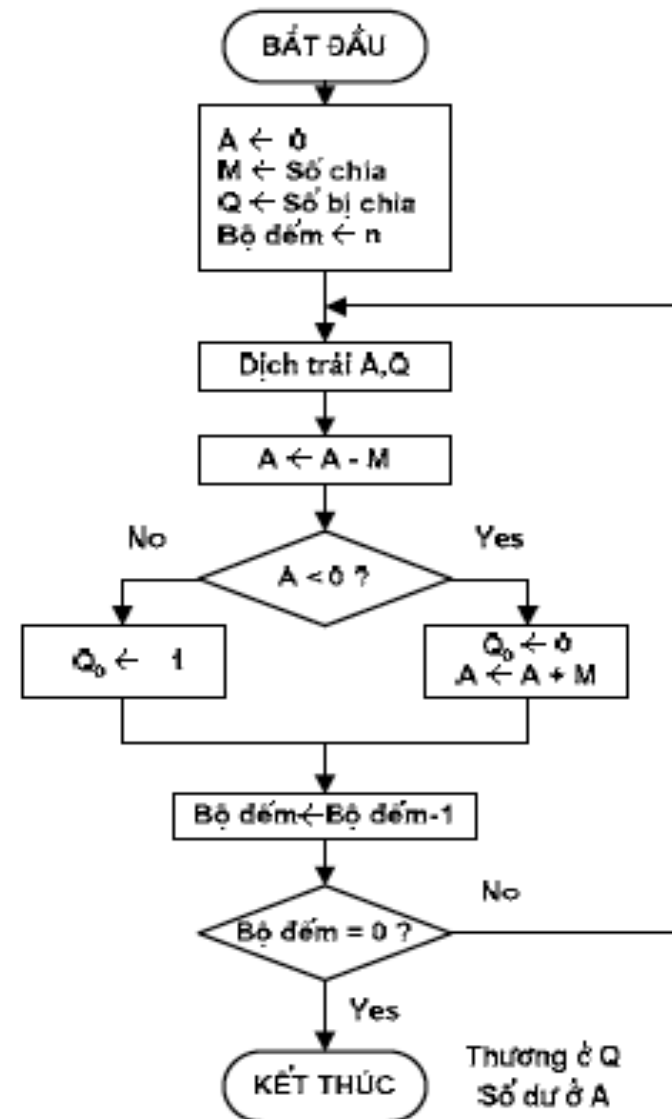 BẮT ĐẦU
A ← 0
M ← Số chia
Q ← Số bị chia
Bộ đếm ← n
Dịch trái A,Q
A ← A - M
No
Yes
A < 0 ?
Q₀ ← 1
Q₀ ← 0
A ← A + M
Bộ đếm←Bộ đếm-1
No
Bộ đếm = 0 ?
Yes
KẾT THÚC
Thương ở Q
Số dư ở A